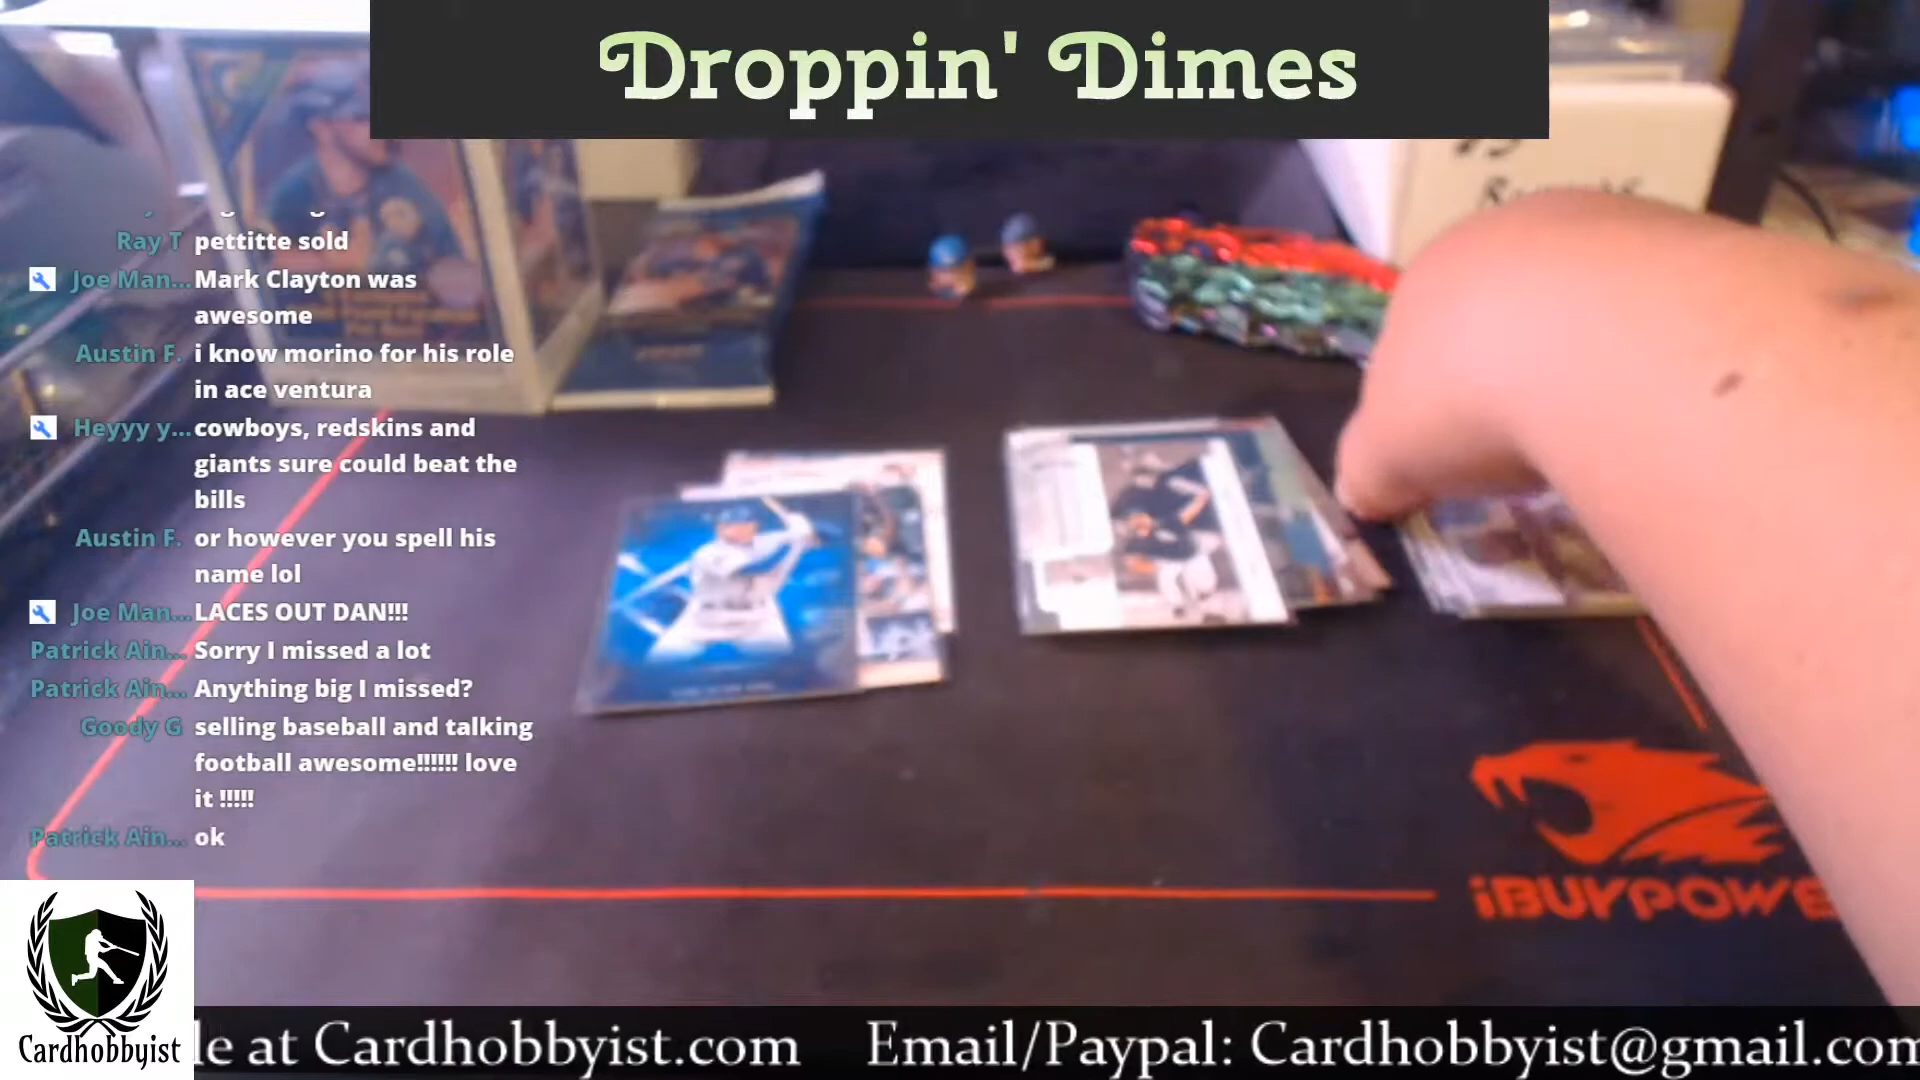 Droppin' Dimes
Ray T pettitte sold
Joe Man... Mark Clayton was
awesome
Austin F. i know morino for his role
in ace ventura
Heyyy y... cowboys, redskins and
giants sure could beat the
bills
Austin F. or however you spell his
name lol
Joe Man... LACES OUT DAN!!!
Patrick Ain... Sorry I missed a lot
Patrick Ain... Anything big I missed?
Goody G selling baseball and talking
football awesome!!!!!! love
it !!!!!
Patrick Ain... ok
iBUYPOWE
Cardhobbyist
le at Cardhobbyist.com Email/Paypal: Cardhobbyist@gmail.com